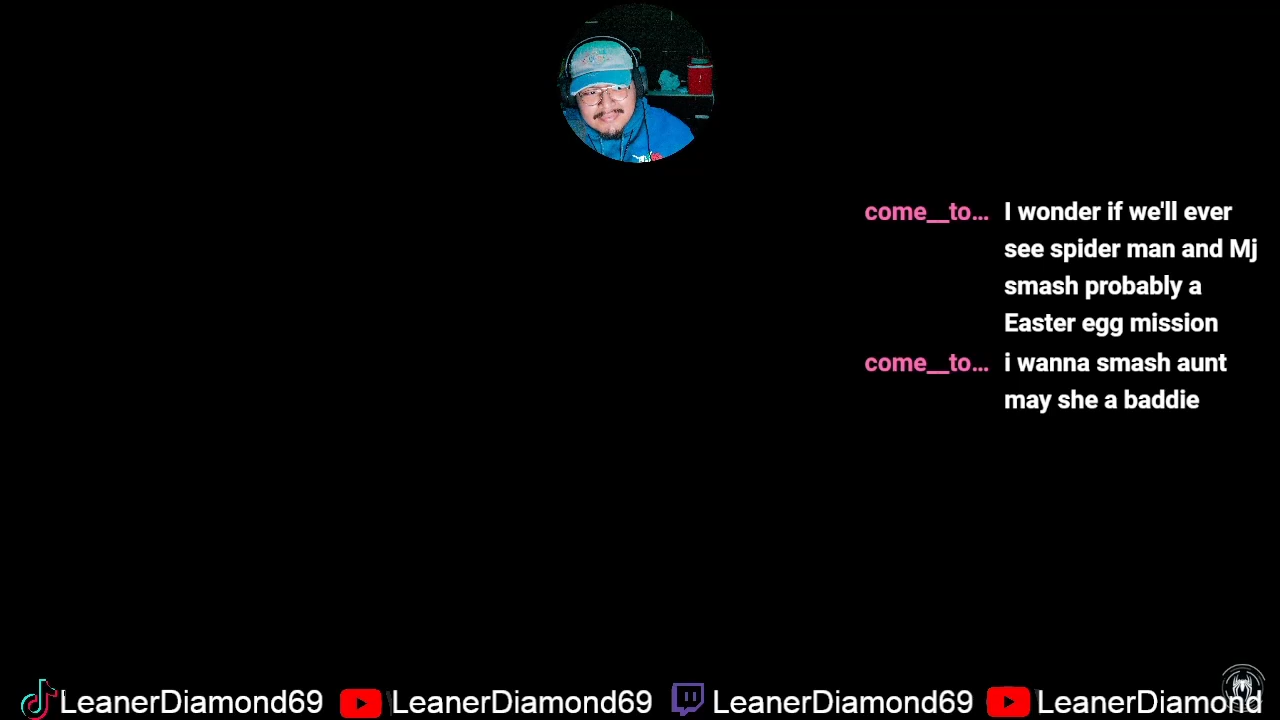 come__to... I wonder if we'll ever
see spider man and Mj
smash probably a
Easter egg mission
come__to... i wanna smash aunt
may she a baddie
LeanerDiamond69 LeanerDiamond69 LeanerDiamond69 LeanerDiamond